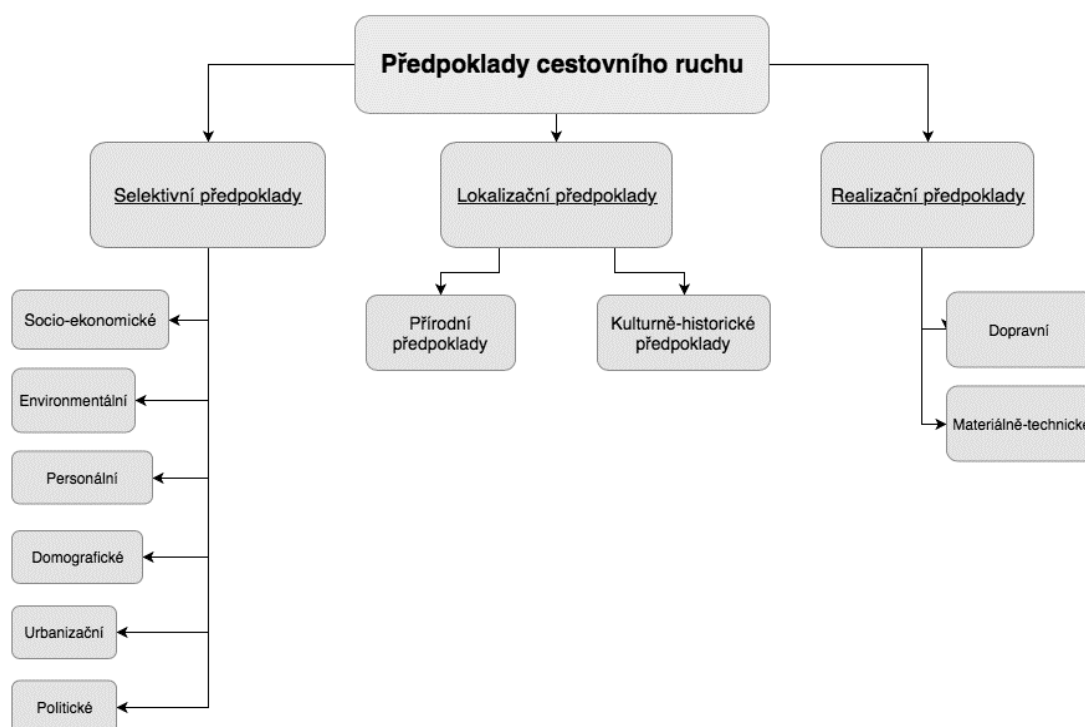 Předpoklady cestovního ruchu
Selektivní předpoklady
Lokalizační předpoklady
Realizační předpoklady
Socio-ekonomické
Environmentální
Personální
Domografické
Urbanizační
Politické
Přírodní
předpoklady
Kulturně-historické
předpoklady
Dopravní
Materiálně-technické